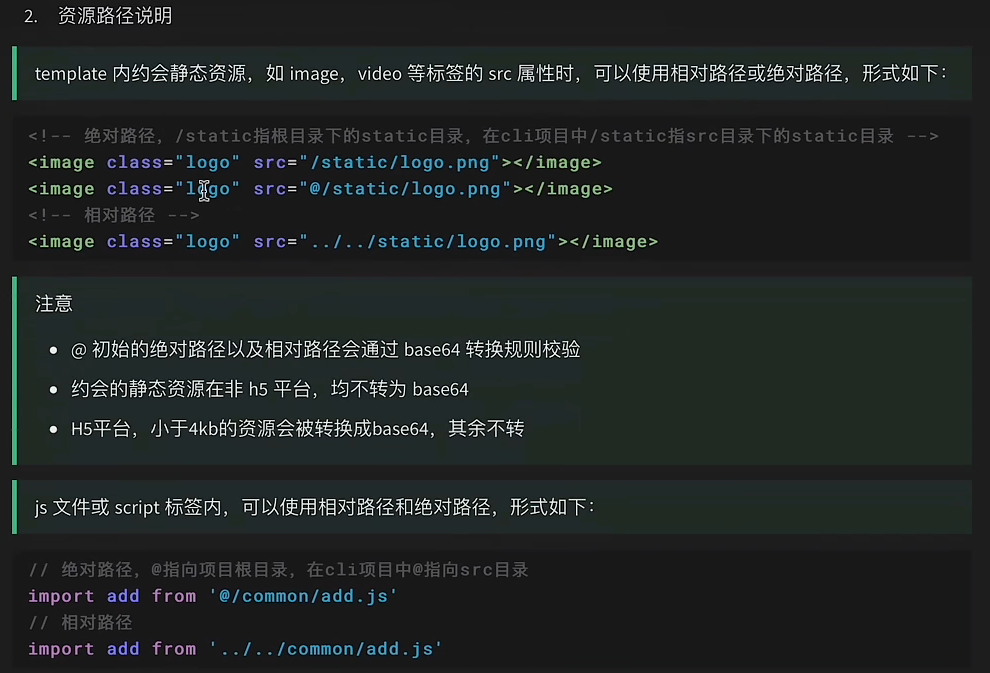 2. 资源路径说明
template 内约会静态资源，如 image，video 等标签的 src 属性时，可以使用相对路径或绝对路径，形式如下：
<!-- 绝对路径，/static指根目录下的static目录，在cli项目中/static指src目录下的static目录 -->
<image class="logo" src="/static/logo.png"></image>
<image class="logo" src="@/static/logo.png"></image>
<!-- 相对路径 -->
<image class="logo" src="../../static/logo.png"></image>
注意
• @ 初始的绝对路径以及相对路径会通过 base64 转换规则校验
• 约会的静态资源在非 h5 平台，均不转为 base64
• H5平台，小于4kb的资源会被转换成base64，其余不转
js 文件或 script 标签内，可以使用相对路径和绝对路径，形式如下：
// 绝对路径，@指向项目根目录，在cli项目中@指向src目录
import add from '@/common/add.js'
// 相对路径
import add from '../../common/add.js'